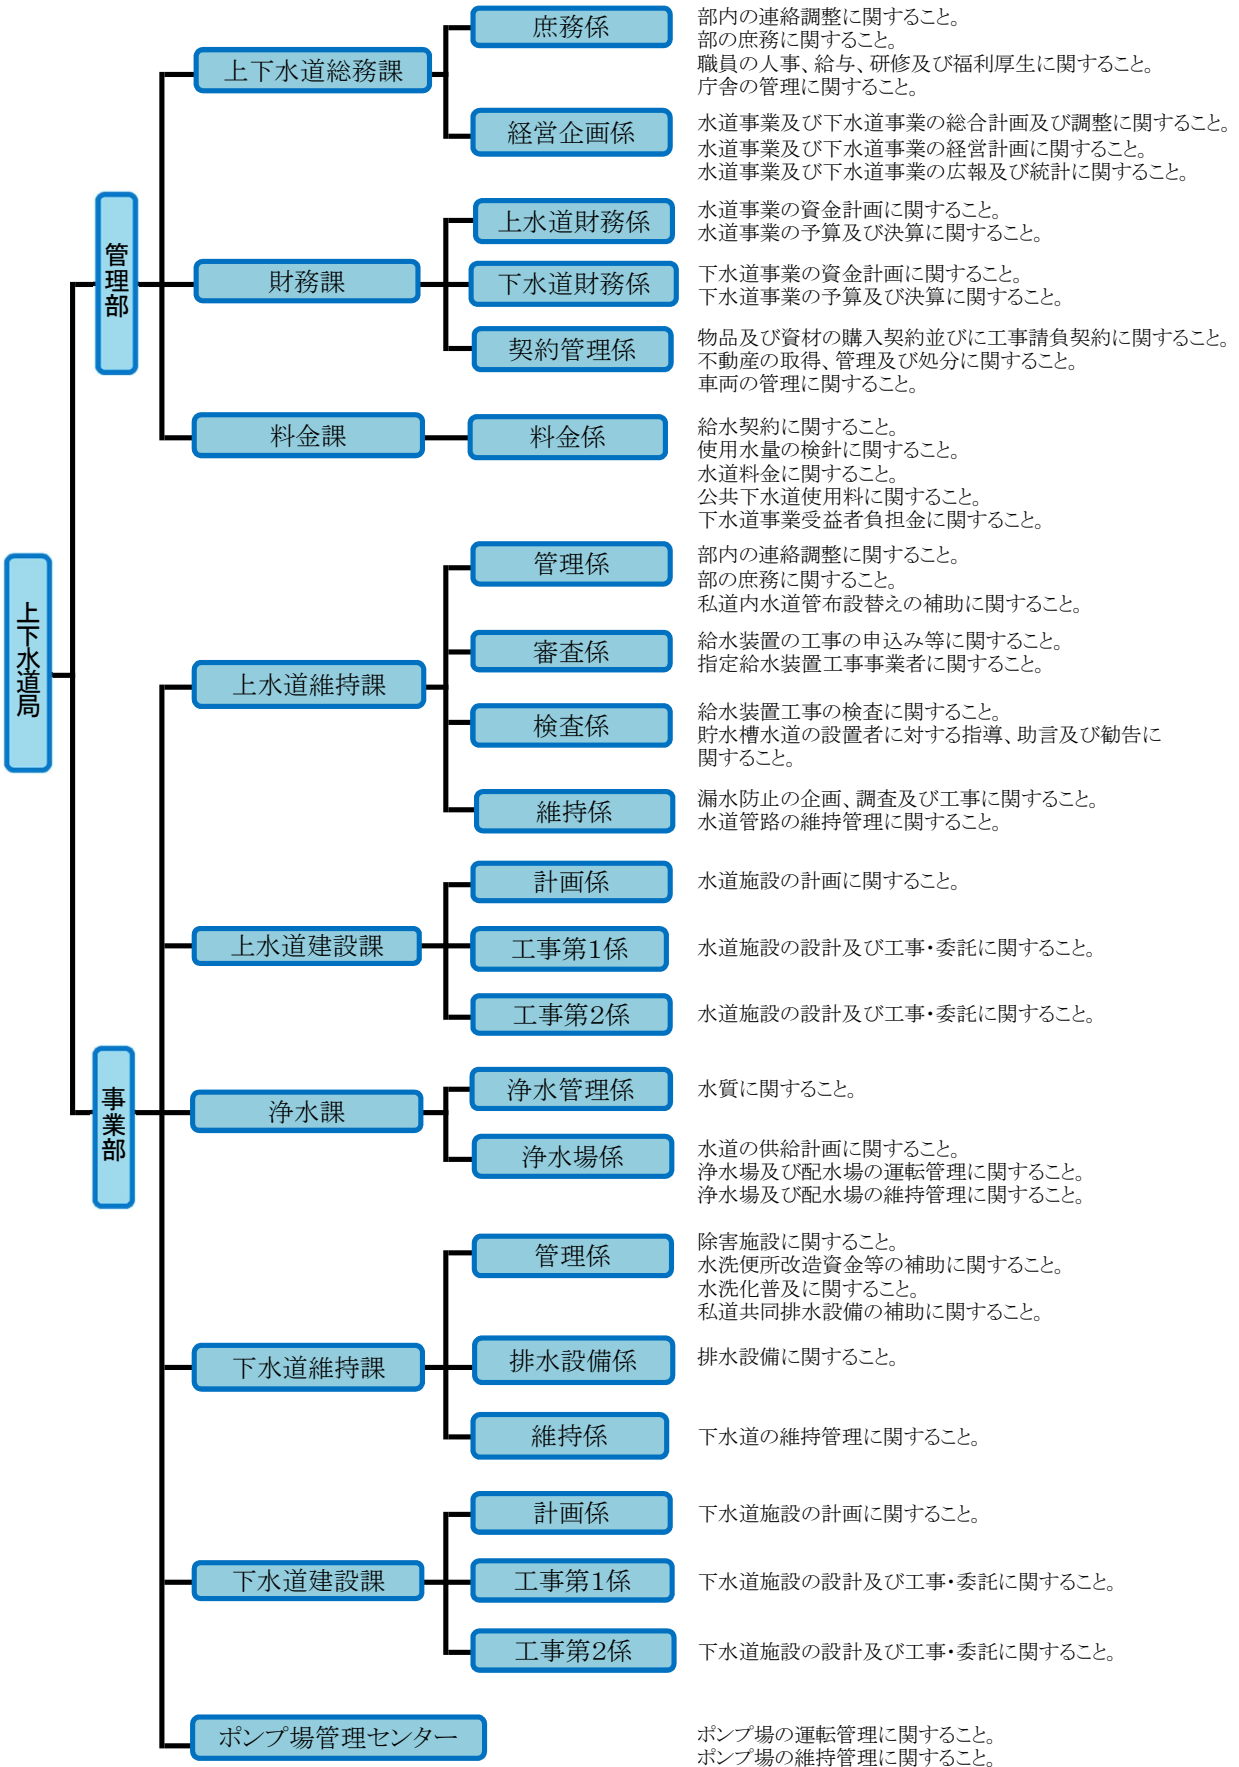 上下水道局
管理部
上下水道総務課
庶務係
部内の連絡調整に関すること。
部の庶務に関すること。
職員の人事、給与、研修及び福利厚生に関すること。
庁舎の管理に関すること。
経営企画係
水道事業及び下水道事業の総合計画及び調整に関すること。
水道事業及び下水道事業の経営計画に関すること。
水道事業及び下水道事業の広報及び統計に関すること。
財務課
上水道財務係
水道事業の資金計画に関すること。
水道事業の予算及び決算に関すること。
下水道財務係
下水道事業の資金計画に関すること。
下水道事業の予算及び決算に関すること。
契約管理係
物品及び資材の購入契約並びに工事請負契約に関すること。
不動産の取得、管理及び処分に関すること。
車両の管理に関すること。
料金課
料金係
給水契約に関すること。
使用水量の検針に関すること。
水道料金に関すること。
公共下水道使用料に関すること。
下水道事業受益者負担金に関すること。
事業部
上水道維持課
管理係
部内の連絡調整に関すること。
部の庶務に関すること。
私道内水道管布設替えの補助に関すること。
審査係
給水装置の工事の申込み等に関すること。
指定給水装置工事事業者に関すること。
検査係
給水装置工事の検査に関すること。
貯水槽水道の設置者に対する指導、助言及び勧告に
関すること。
維持係
漏水防止の企画、調査及び工事に関すること。
水道管路の維持管理に関すること。
上水道建設課
計画係
水道施設の計画に関すること。
工事第1係
水道施設の設計及び工事・委託に関すること。
工事第2係
水道施設の設計及び工事・委託に関すること。
浄水課
浄水管理係
水質に関すること。
浄水場係
水道の供給計画に関すること。
浄水場及び配水場の運転管理に関すること。
浄水場及び配水場の維持管理に関すること。
下水道維持課
管理係
除害施設に関すること。
水洗便所改造資金等の補助に関すること。
水洗化普及に関すること。
私道共同排水設備の補助に関すること。
排水設備係
排水設備に関すること。
維持係
下水道の維持管理に関すること。
下水道建設課
計画係
下水道施設の計画に関すること。
工事第1係
下水道施設の設計及び工事・委託に関すること。
工事第2係
下水道施設の設計及び工事・委託に関すること。
ポンプ場管理センター
ポンプ場の運転管理に関すること。
ポンプ場の維持管理に関すること。